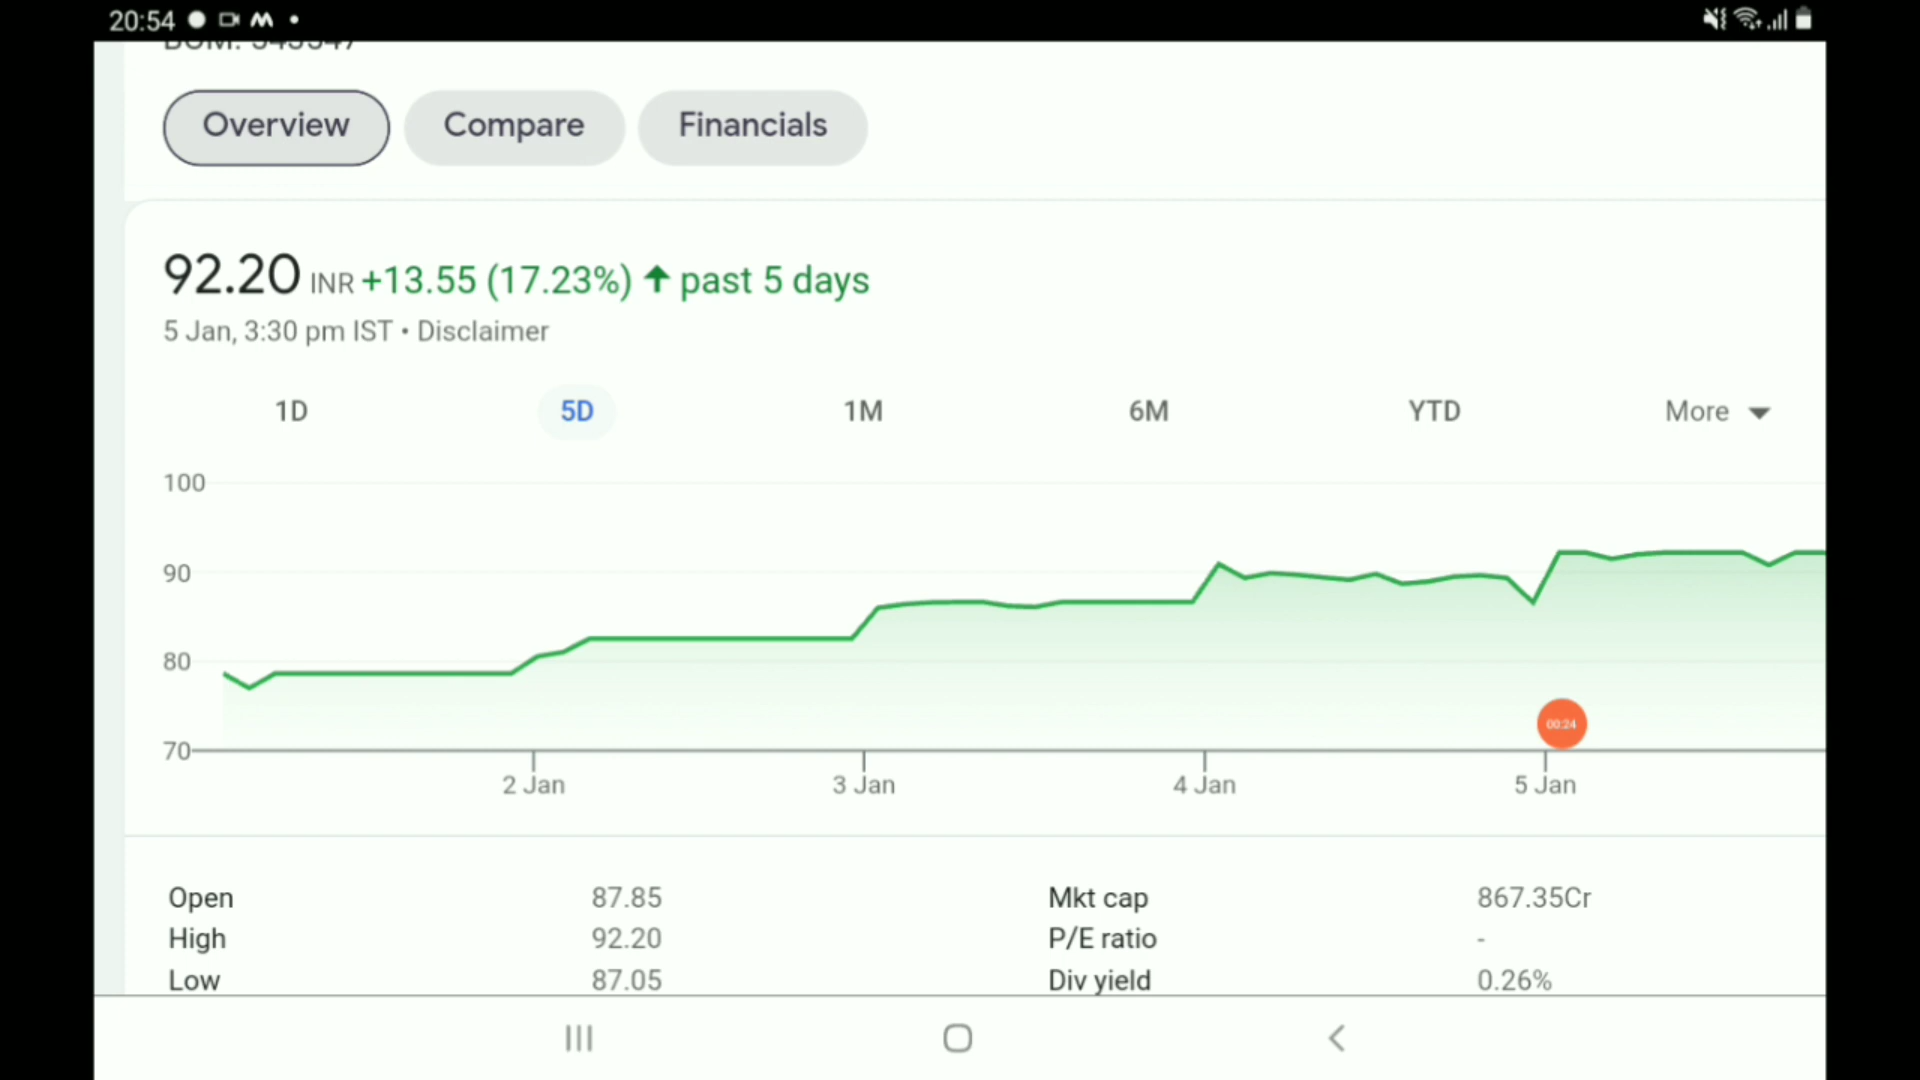 20:54
Overview Compare Financials
92.20 INR +13.55 (17.23%) ↑ past 5 days
5 Jan, 3:30 pm IST • Disclaimer
1D 5D 1M 6M YTD More
100
90
80
70
00:24
2 Jan 3 Jan 4 Jan 5 Jan
Open 87.85 Mkt cap 867.35Cr
High 92.20 P/E ratio -
Low 87.05 Div yield 0.26%